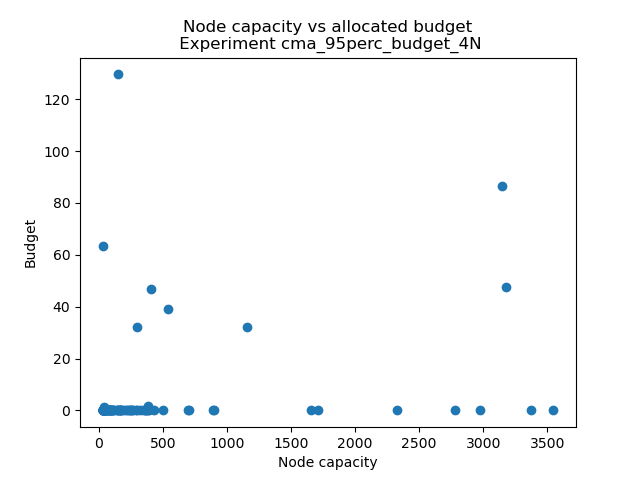 Node capacity vs allocated budget
Experiment cma_95perc_budget_4N
120
100
80
60
40
20
0
Budget
0 500 1000 1500 2000 2500 3000 3500
Node capacity